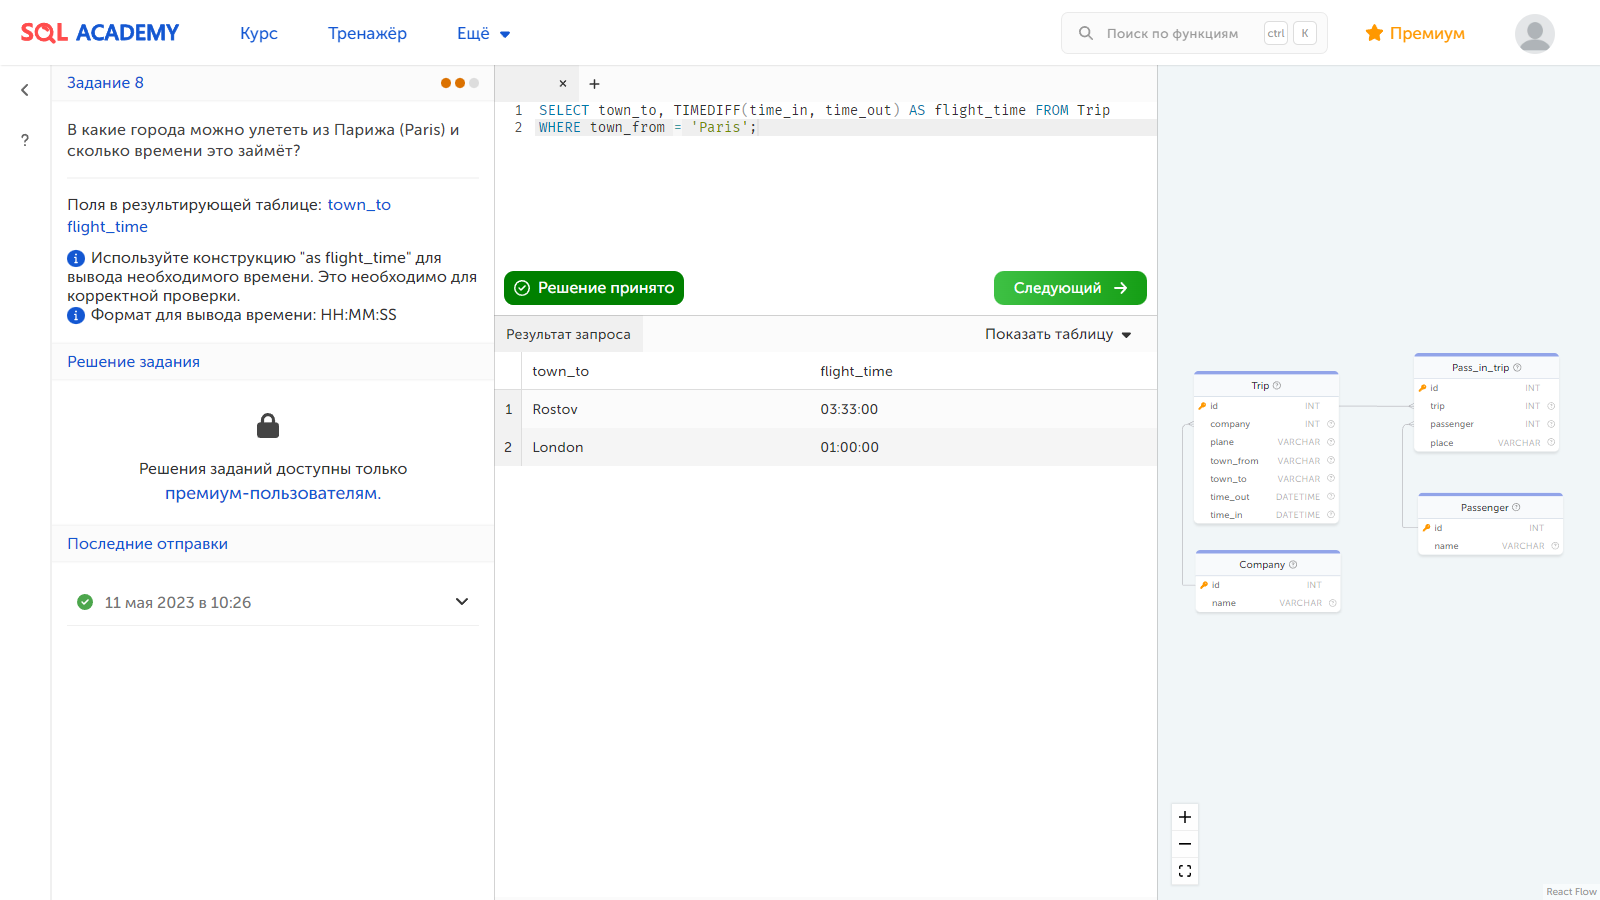 SQL ACADEMY
Курс
Тренажёр
Ещё
Поиск по функциям
ctrl
K
Премиум
Задание 8
В какие города можно улететь из Парижа (Paris) и
сколько времени это займёт?
Поля в результирующей таблице: town_to
flight_time
Используйте конструкцию "as flight_time" для
вывода необходимого времени. Это необходимо для
корректной проверки.
Формат для вывода времени: HH:MM:SS
Решение задания
Решения заданий доступны только
премиум-пользователям.
Последние отправки
11 мая 2023 в 10:26
1 SELECT town_to, TIMEDIFF(time_in, time_out) AS flight_time FROM Trip
2 WHERE town_from = 'Paris';
Решение принято
Следующий
Результат запроса
Показать таблицу
town_to flight_time
1 Rostov 03:33:00
2 London 01:00:00
Trip
id INT
company INT
plane VARCHAR
town_from VARCHAR
town_to VARCHAR
time_out DATETIME
time_in DATETIME
Company
id INT
name VARCHAR
Pass_in_trip
id INT
trip INT
passenger INT
place VARCHAR
Passenger
id INT
name VARCHAR
React Flow